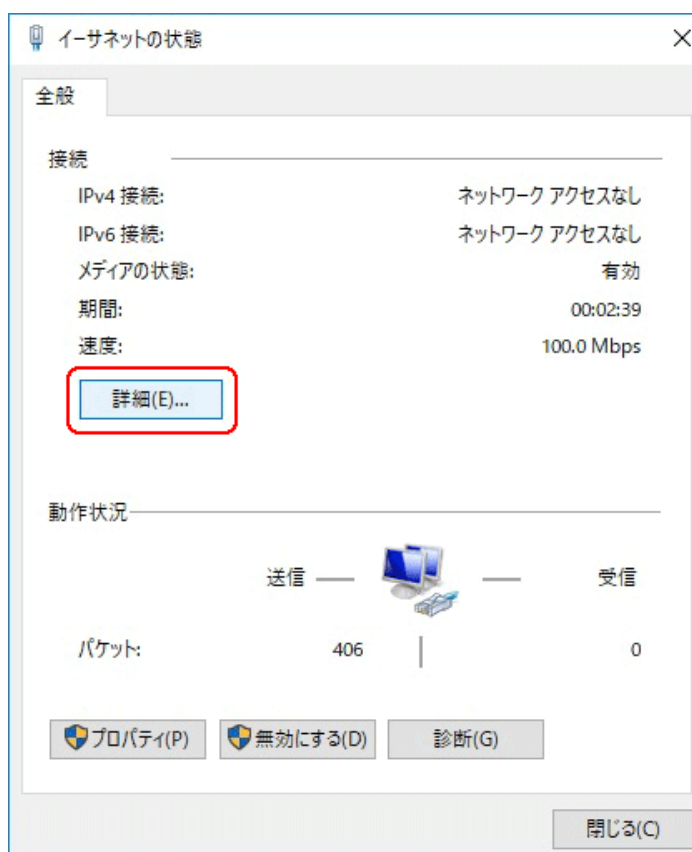 イーサネットの状態
全般
接続
IPv4 接続: ネットワーク アクセスなし
IPv6 接続: ネットワーク アクセスなし
メディアの状態: 有効
期間: 00:02:39
速度: 100.0 Mbps
詳細(E)...
動作状況
送信 受信
パケット: 406 0
プロパティ(P) 無効にする(D) 診断(G)
閉じる(C)